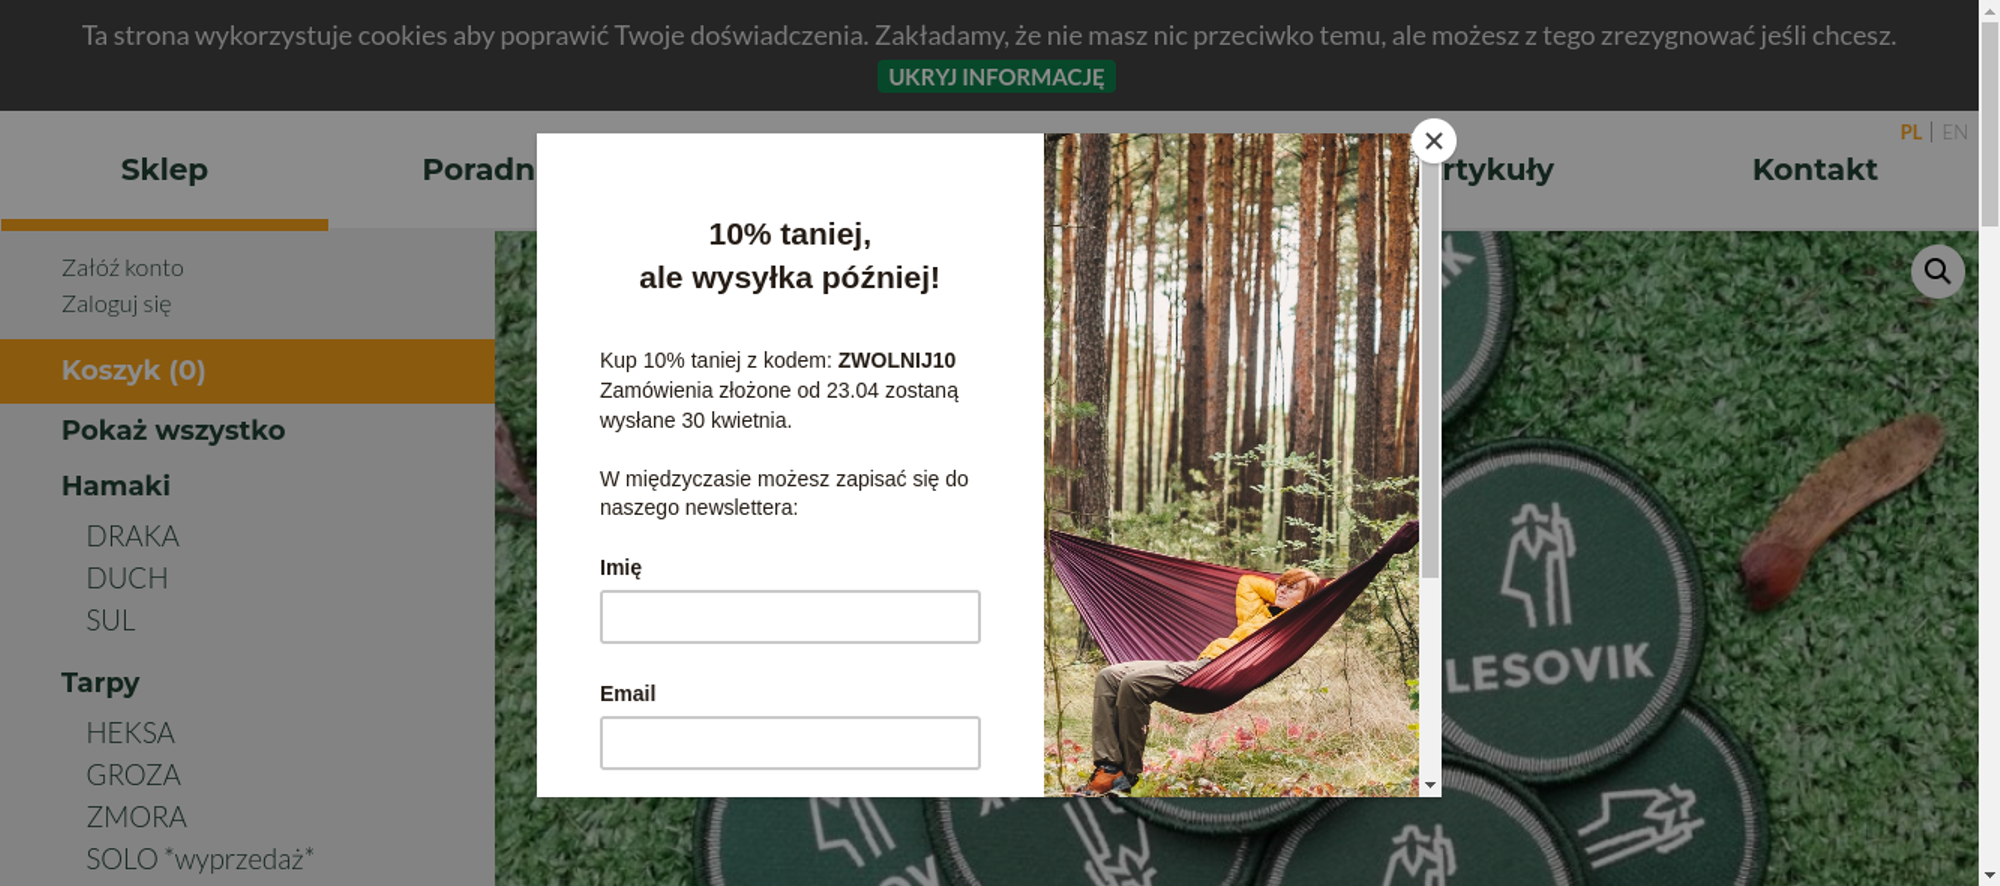 Ta strona wykorzystuje cookies aby poprawić Twoje doświadczenia. Zakładamy, że nie masz nic przeciwko temu, ale możesz z tego zrezygnować jeśli chcesz.
UKRYJ INFORMACJĘ
PL | EN
Sklep
Poradn
rtykuły
Kontakt
Załóż konto
Zaloguj się
Koszyk (0)
Pokaż wszystko
Hamaki
DRAKA
DUCH
SUL
Tarpy
HEKSA
GROZA
ZMORA
SOLO *wyprzedaż*
10% taniej,
ale wysyłka później!
Kup 10% taniej z kodem: ZWOLNIJ10
Zamówienia złożone od 23.04 zostaną
wysłane 30 kwietnia.
W międzyczasie możesz zapisać się do
naszego newslettera:
Imię
Email
LESOVIK